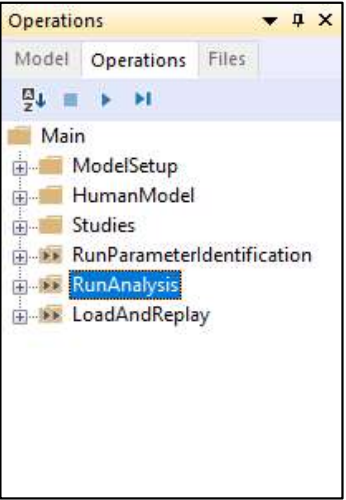 Operations
Model Operations Files
Main
ModelSetup
HumanModel
Studies
RunParameterIdentification
RunAnalysis
LoadAndReplay